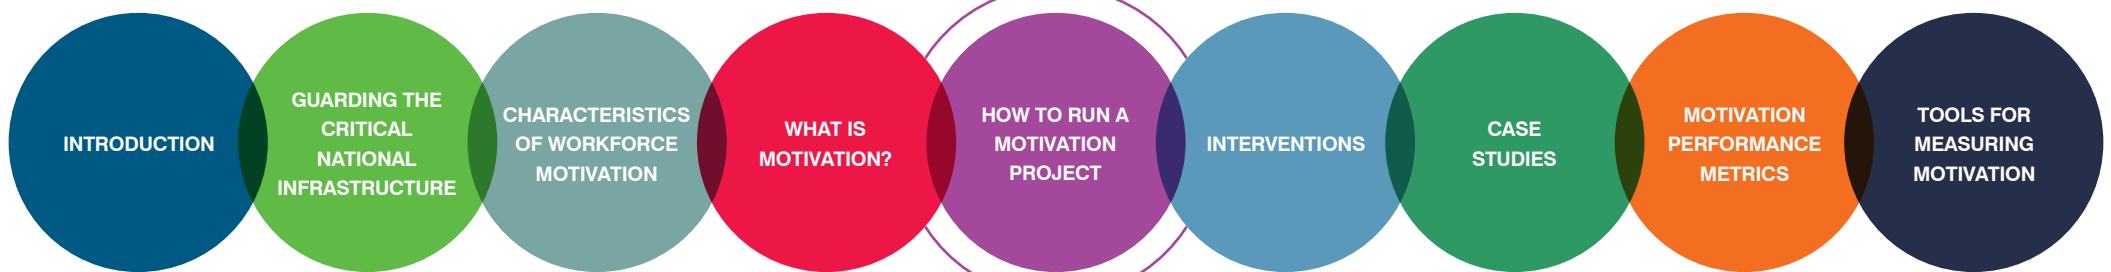 INTRODUCTION
GUARDING THE
CRITICAL
NATIONAL
INFRASTRUCTURE
CHARACTERISTICS
OF WORKFORCE
MOTIVATION
WHAT IS
MOTIVATION?
HOW TO RUN A
MOTIVATION
PROJECT
INTERVENTIONS
CASE
STUDIES
MOTIVATION
PERFORMANCE
METRICS
TOOLS FOR
MEASURING
MOTIVATION